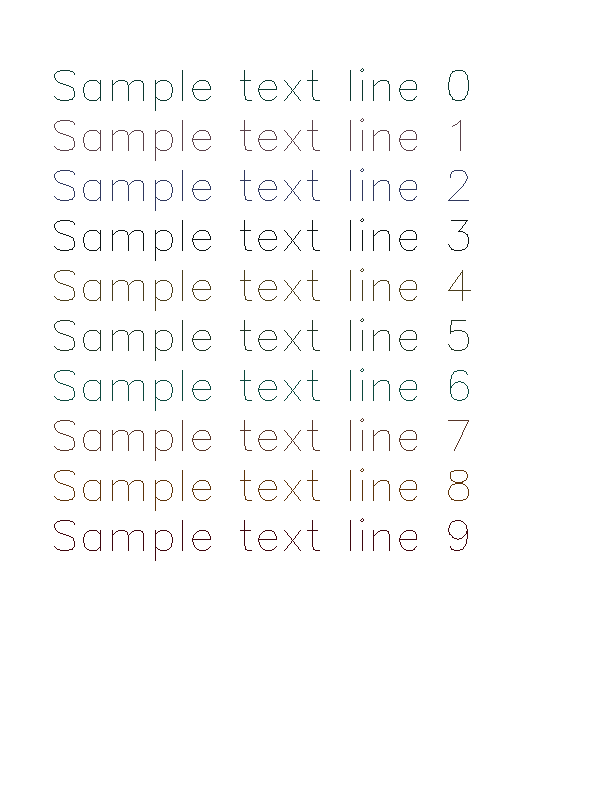 Sample text line 0
Sample text line 1
Sample text line 2
Sample text line 3
Sample text line 4
Sample text line 5
Sample text line 6
Sample text line 7
Sample text line 8
Sample text line 9